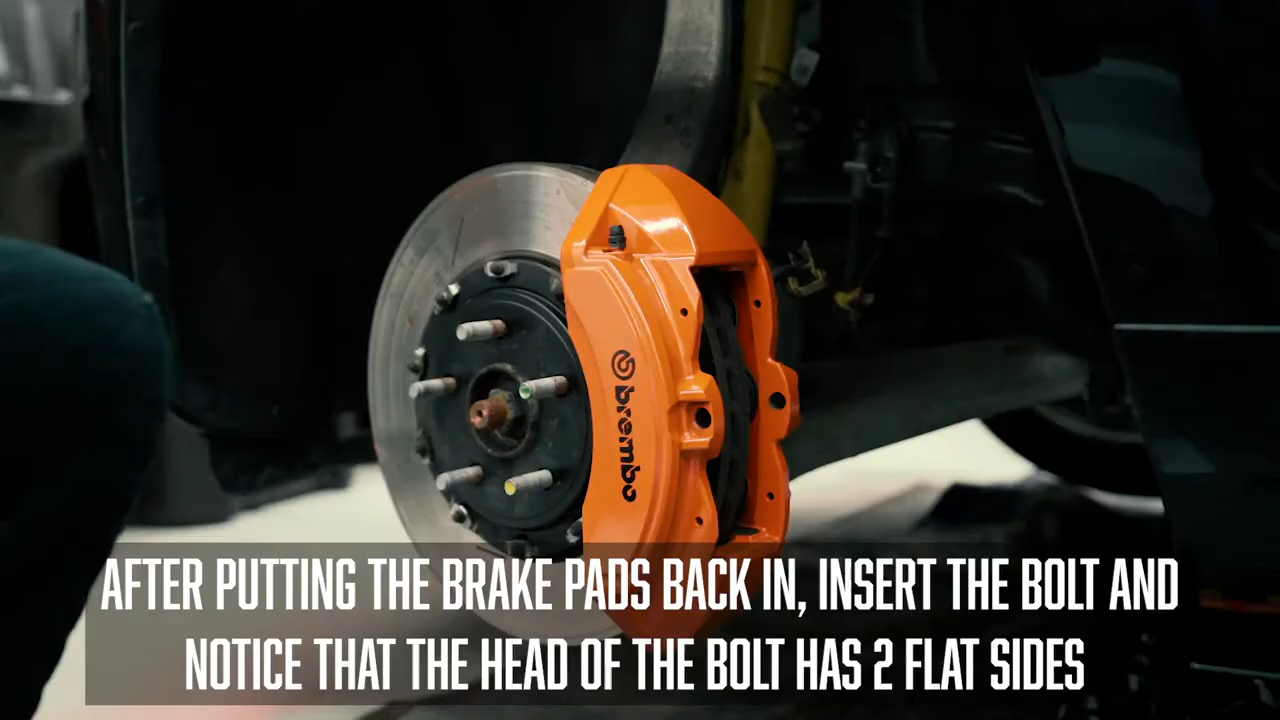 brembo
AFTER PUTTING THE BRAKE PADS BACK IN, INSERT THE BOLT AND
NOTICE THAT THE HEAD OF THE BOLT HAS 2 FLAT SIDES